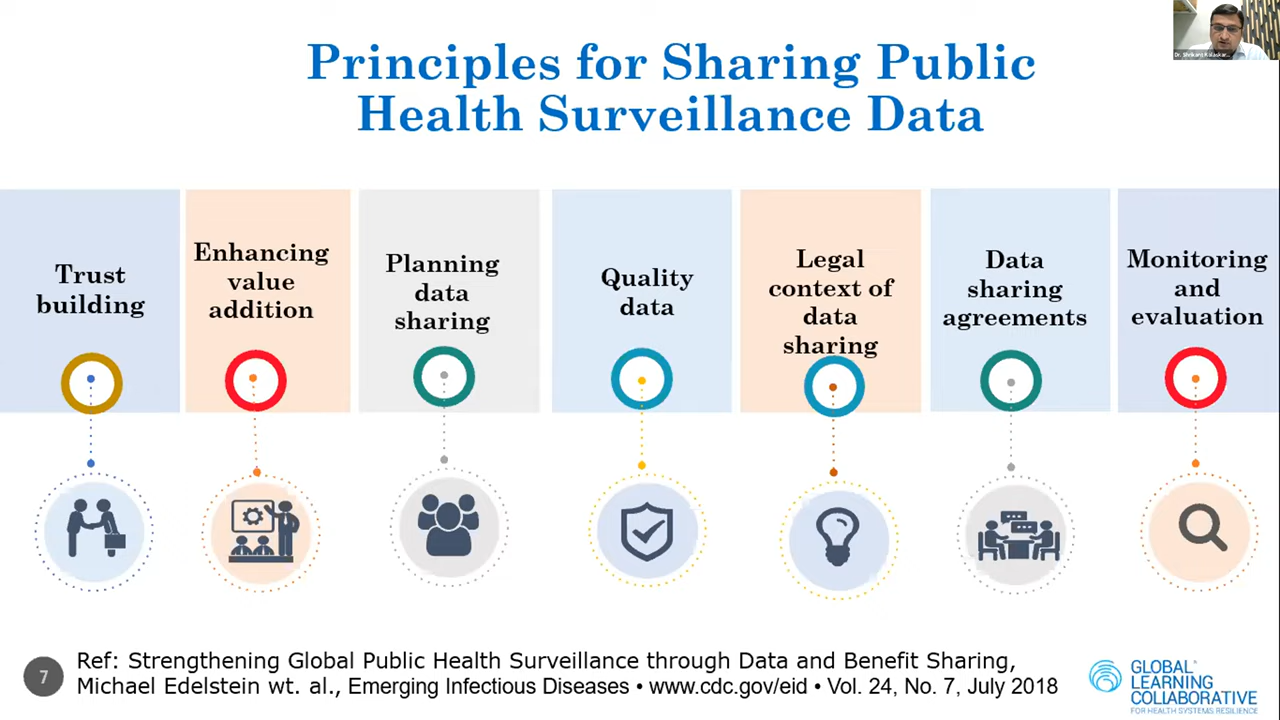 Principles for Sharing Public
Health Surveillance Data
Trust
building
Enhancing
value
addition
Planning
data
sharing
Quality
data
Legal
context of
data
sharing
Data
sharing
agreements
Monitoring
and
evaluation
7
Ref: Strengthening Global Public Health Surveillance through Data and Benefit Sharing,
Michael Edelstein wt. al., Emerging Infectious Diseases • www.cdc.gov/eid • Vol. 24, No. 7, July 2018
GLOBAL
LEARNING
COLLABORATIVE
FOR HEALTH SYSTEMS RESILIENCE